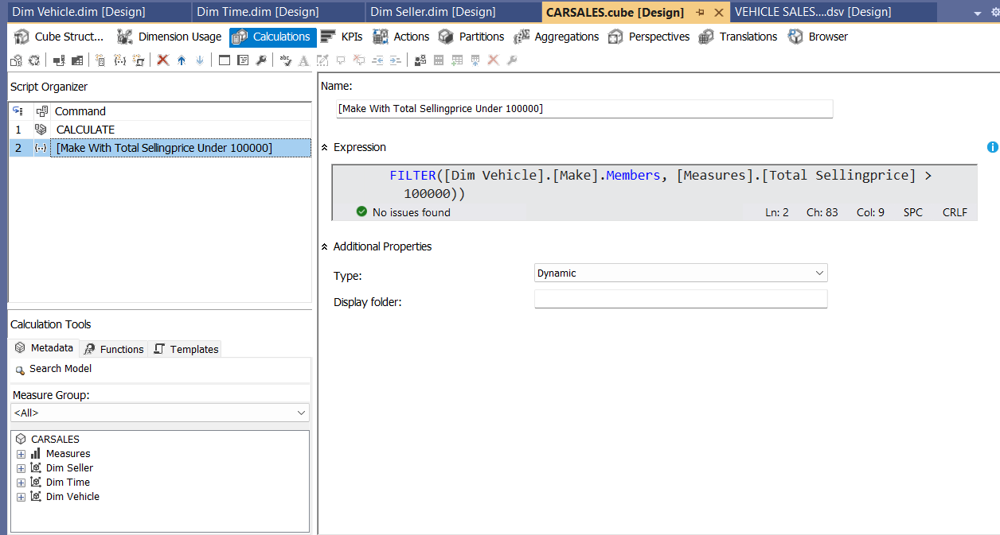 Dim Vehicle.dim [Design] Dim Time.dim [Design] Dim Seller.dim [Design] CARSALES.cube [Design] VEHICLE SALES....dsv [Design]
Cube Struct... Dimension Usage Calculations KPIs Actions Partitions Aggregations Perspectives Translations Browser
abc A
Script Organizer
Command
1 CALCULATE
2 [Make With Total Sellingprice Under 100000]
Calculation Tools
Metadata Functions Templates
Search Model
Measure Group:
<All>
CARSALES
Measures
Dim Seller
Dim Time
Dim Vehicle
Name:
[Make With Total Sellingprice Under 100000]
Expression
FILTER([Dim Vehicle].[Make].Members, [Measures].[Total Sellingprice] >
100000))
No issues found Ln: 2 Ch: 83 Col: 9 SPC CRLF
Additional Properties
Type: Dynamic
Display folder: